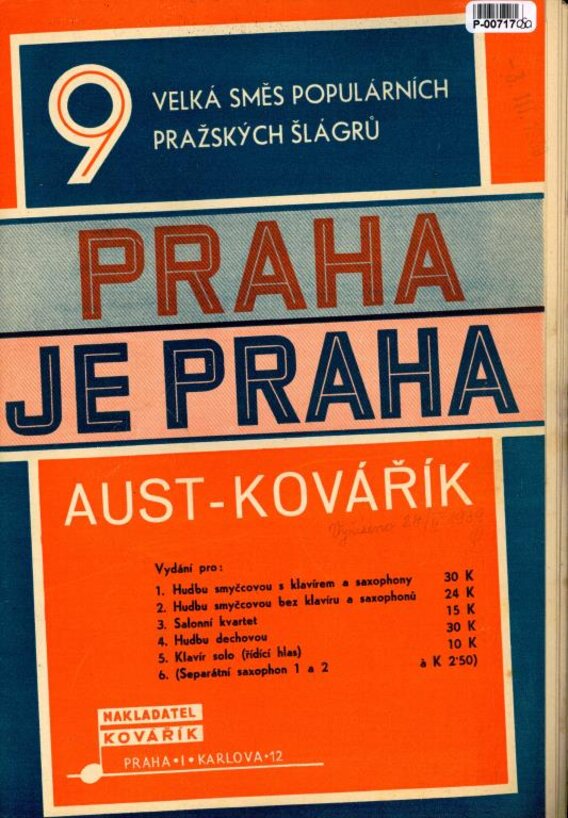 P-00717
9
VELKÁ SMĚS POPULÁRNÍCH
PRAŽSKÝCH ŠLÁGRŮ
PRAHA
JE PRAHA
AUST-KOVÁŘÍK
Vydání pro:
1. Hudbu smyčcovou s klavírem a saxophony 30 K
2. Hudbu smyčcovou bez klavíru a saxophonů 24 K
3. Salonní kvartet 15 K
4. Hudbu dechovou 30 K
5. Klavír solo (řídící hlas) 10 K
6. (Separátní saxophon 1 a 2 à K 2·50)
NAKLADATEL
KOVÁŘÍK
PRAHA•I•KARLOVA•12